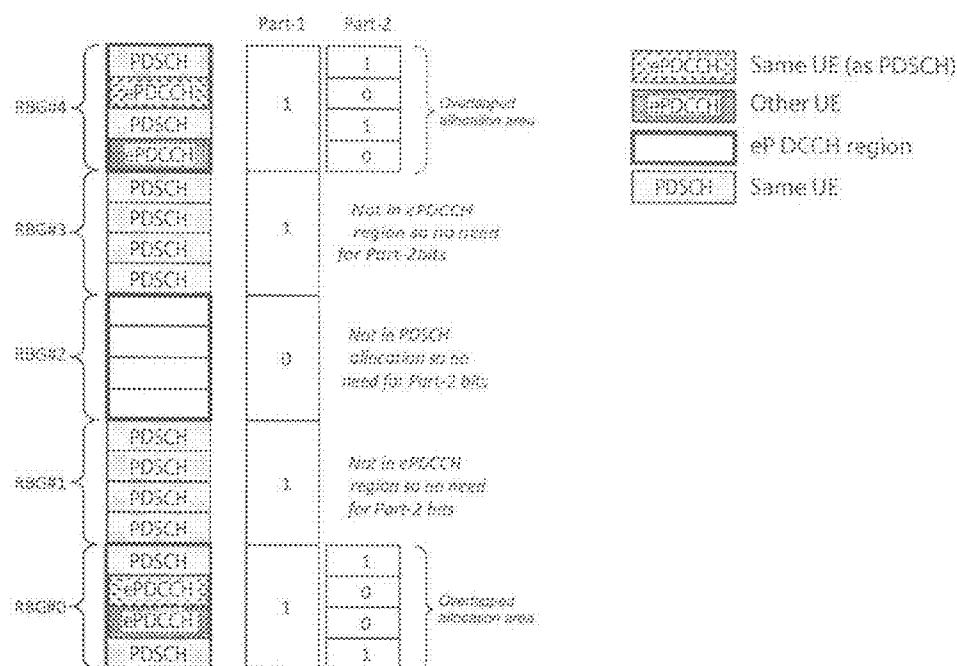 Part-1 Part-2
RBG#4
PDSCH
ePDCCH
PDSCH
ePDCCH
1
1
0
1
0
Overlapped
allocation area
RBG#3
PDSCH
PDSCH
PDSCH
PDSCH
1
Not in ePDCCH
region so no need
for Part-2 bits
RBG#2
0
Not in PDSCH
allocation so no
need for Part-2 bits
RBG#1
PDSCH
PDSCH
PDSCH
PDSCH
1
Not in ePDCCH
region so no need
for Part-2 bits
RBG#0
PDSCH
ePDCCH
ePDCCH
PDSCH
1
1
0
0
1
Overlapped
allocation area
ePDCCH Same UE (as PDSCH)
ePDCCH Other UE
eP DCCH region
PDSCH Same UE